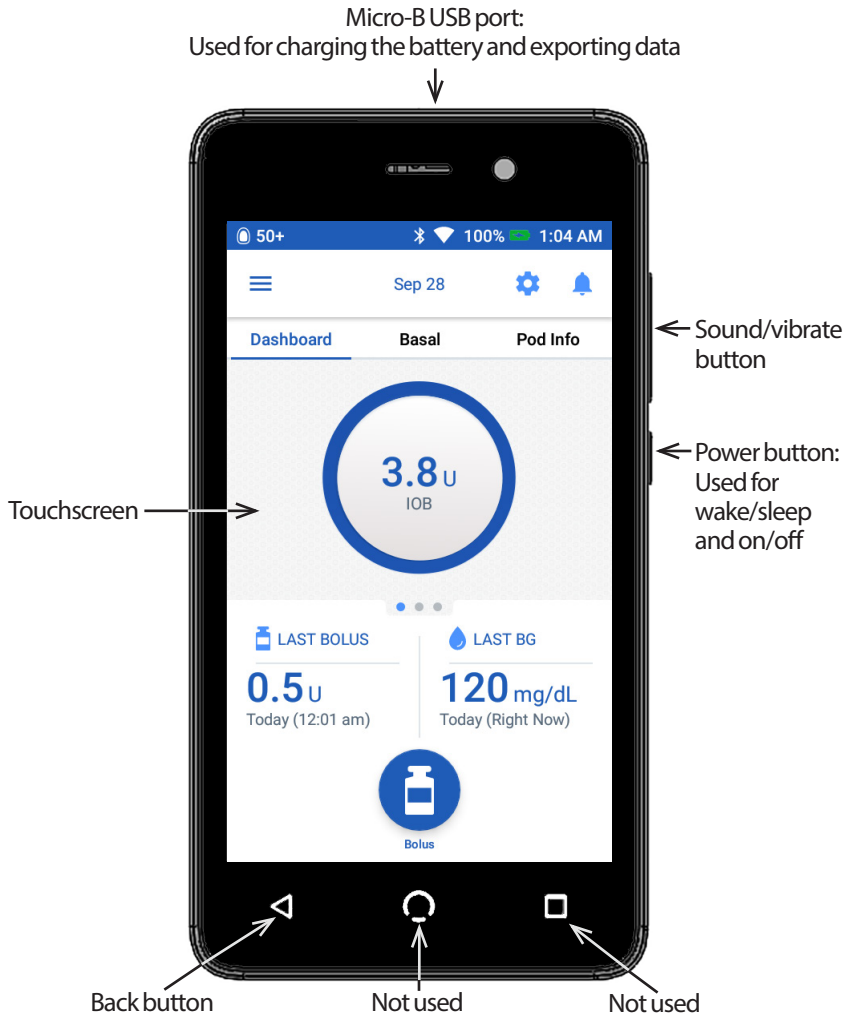 Micro-B USB port:
Used for charging the battery and exporting data
50+ 100% 1:04 AM
Sep 28
Dashboard Basal Pod Info
Sound/vibrate
button
3.8 U
IOB
Power button:
Used for
wake/sleep
and on/off
Touchscreen
LAST BOLUS LAST BG
0.5 U 120 mg/dL
Today (12:01 am) Today (Right Now)
Bolus
Back button Not used Not used